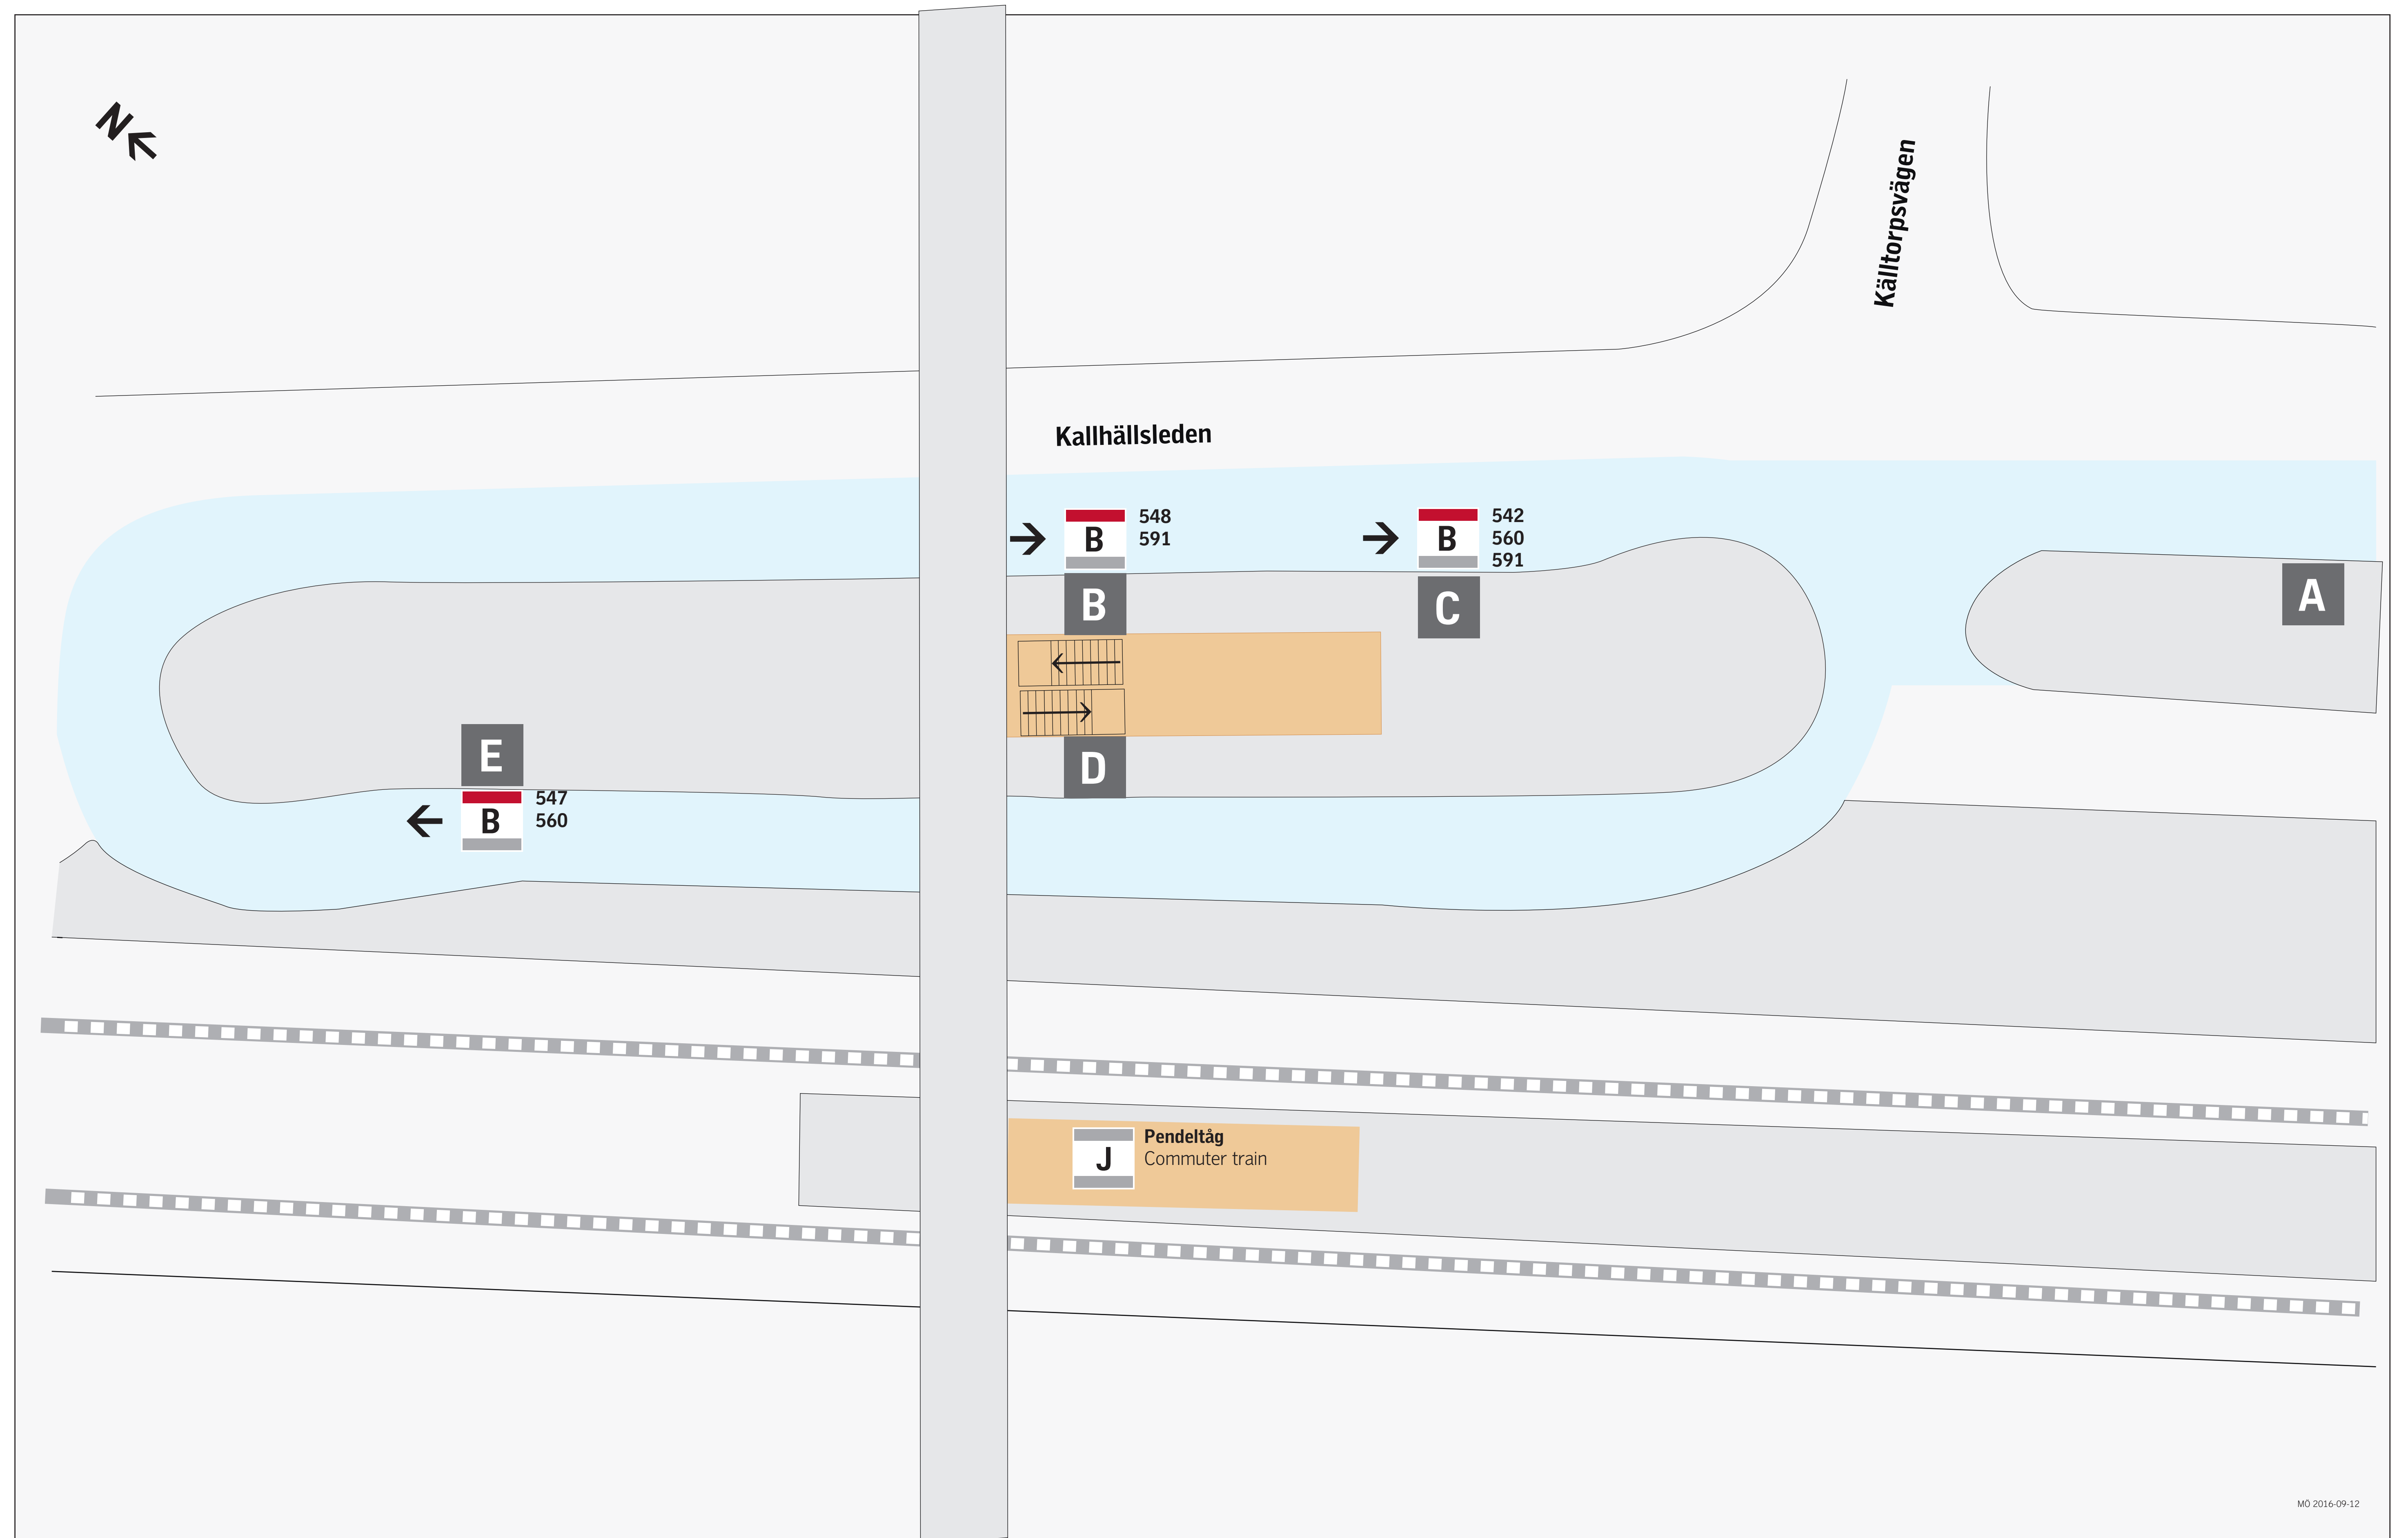 N
Källtorpsvägen
Kallhällsleden
B
548
591
B
542
560
591
B
C
A
E
D
B
547
560
J
Pendeltåg
Commuter train
MÖ 2016-09-12